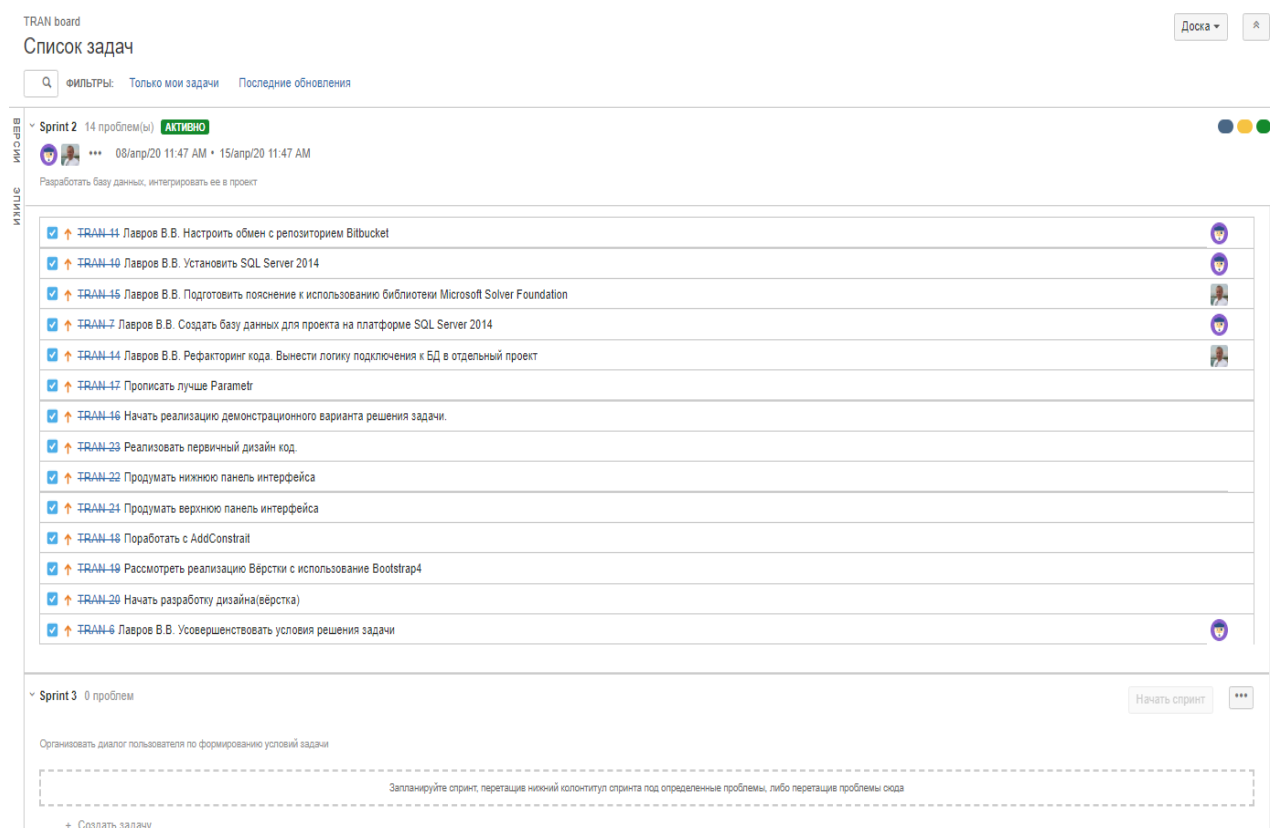 TRAN board
Доска
Список задач
ФИЛЬТРЫ: Только мои задачи Последние обновления
ВЕРСИИ
ЭПИКИ
Sprint 2 14 проблем(ы) АКТИВНО
••• 08/апр/20 11:47 AM • 15/апр/20 11:47 AM
Разработать базу данных, интегрировать ее в проект
TRAN-11 Лавров В.В. Настроить обмен с репозиторием Bitbucket
TRAN-10 Лавров В.В. Установить SQL Server 2014
TRAN-15 Лавров В.В. Подготовить пояснение к использованию библиотеки Microsoft Solver Foundation
TRAN-7 Лавров В.В. Создать базу данных для проекта на платформе SQL Server 2014
TRAN-14 Лавров В.В. Рефакторинг кода. Вынести логику подключения к БД в отдельный проект
TRAN-17 Прописать лучше Parametr
TRAN-16 Начать реализацию демонстрационного варианта решения задачи.
TRAN-23 Реализовать первичный дизайн код.
TRAN-22 Продумать нижнюю панель интерфейса
TRAN-21 Продумать верхнюю панель интерфейса
TRAN-18 Поработать с AddConstrait
TRAN-19 Рассмотреть реализацию Вёрстки с использование Bootstrap4
TRAN-20 Начать разработку дизайна(вёрстка)
TRAN-6 Лавров В.В. Усовершенствовать условия решения задачи
Sprint 3 0 проблем
Начать спринт •••
Организовать диалог пользователя по формированию условий задачи
Запланируйте спринт, перетащив нижний колонтитул спринта под определенные проблемы, либо перетащив проблемы сюда
+ Создать задачу